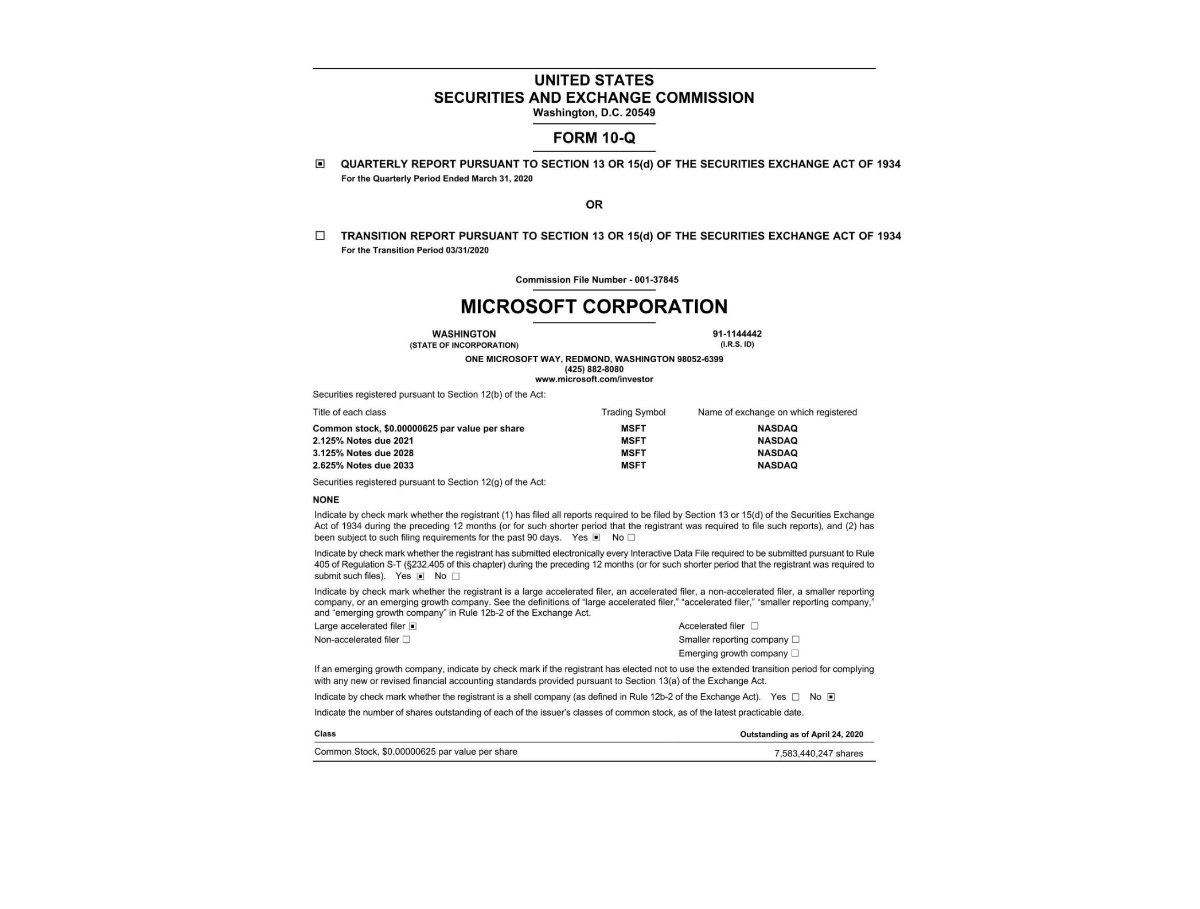 UNITED STATES
SECURITIES AND EXCHANGE COMMISSION
Washington, D.C. 20549
FORM 10-Q
▣ QUARTERLY REPORT PURSUANT TO SECTION 13 OR 15(d) OF THE SECURITIES EXCHANGE ACT OF 1934
For the Quarterly Period Ended March 31, 2020
OR
☐ TRANSITION REPORT PURSUANT TO SECTION 13 OR 15(d) OF THE SECURITIES EXCHANGE ACT OF 1934
For the Transition Period 03/31/2020
Commission File Number - 001-37845
MICROSOFT CORPORATION
WASHINGTON 91-1144442
(STATE OF INCORPORATION) (I.R.S. ID)
ONE MICROSOFT WAY, REDMOND, WASHINGTON 98052-6399
(425) 882-8080
www.microsoft.com/investor
Securities registered pursuant to Section 12(b) of the Act:
Title of each class Trading Symbol Name of exchange on which registered
Common stock, $0.00000625 par value per share MSFT NASDAQ
2.125% Notes due 2021 MSFT NASDAQ
3.125% Notes due 2028 MSFT NASDAQ
2.625% Notes due 2033 MSFT NASDAQ
Securities registered pursuant to Section 12(g) of the Act:
NONE
Indicate by check mark whether the registrant (1) has filed all reports required to be filed by Section 13 or 15(d) of the Securities Exchange
Act of 1934 during the preceding 12 months (or for such shorter period that the registrant was required to file such reports), and (2) has
been subject to such filing requirements for the past 90 days. Yes ▣ No ☐
Indicate by check mark whether the registrant has submitted electronically every Interactive Data File required to be submitted pursuant to Rule
405 of Regulation S-T (§232.405 of this chapter) during the preceding 12 months (or for such shorter period that the registrant was required to
submit such files). Yes ▣ No ☐
Indicate by check mark whether the registrant is a large accelerated filer, an accelerated filer, a non-accelerated filer, a smaller reporting
company, or an emerging growth company. See the definitions of “large accelerated filer,” “accelerated filer,” “smaller reporting company,”
and “emerging growth company” in Rule 12b-2 of the Exchange Act.
Large accelerated filer ▣ Accelerated filer ☐
Non-accelerated filer ☐ Smaller reporting company ☐
Emerging growth company ☐
If an emerging growth company, indicate by check mark if the registrant has elected not to use the extended transition period for complying
with any new or revised financial accounting standards provided pursuant to Section 13(a) of the Exchange Act.
Indicate by check mark whether the registrant is a shell company (as defined in Rule 12b-2 of the Exchange Act). Yes ☐ No ▣
Indicate the number of shares outstanding of each of the issuer’s classes of common stock, as of the latest practicable date.
Class Outstanding as of April 24, 2020
Common Stock, $0.00000625 par value per share 7,583,440,247 shares